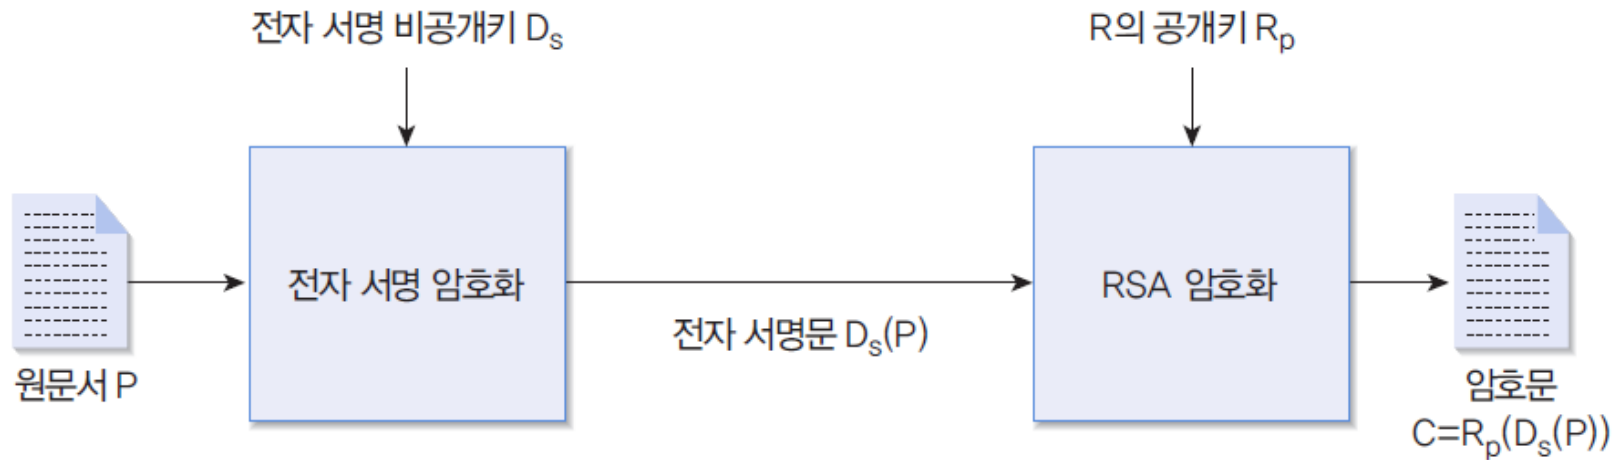 전자 서명 비공개키 Ds
R의 공개키 Rp
전자 서명 암호화
RSA 암호화
전자 서명문 Ds(P)
원문서 P
암호문
C=Rp(Ds(P))